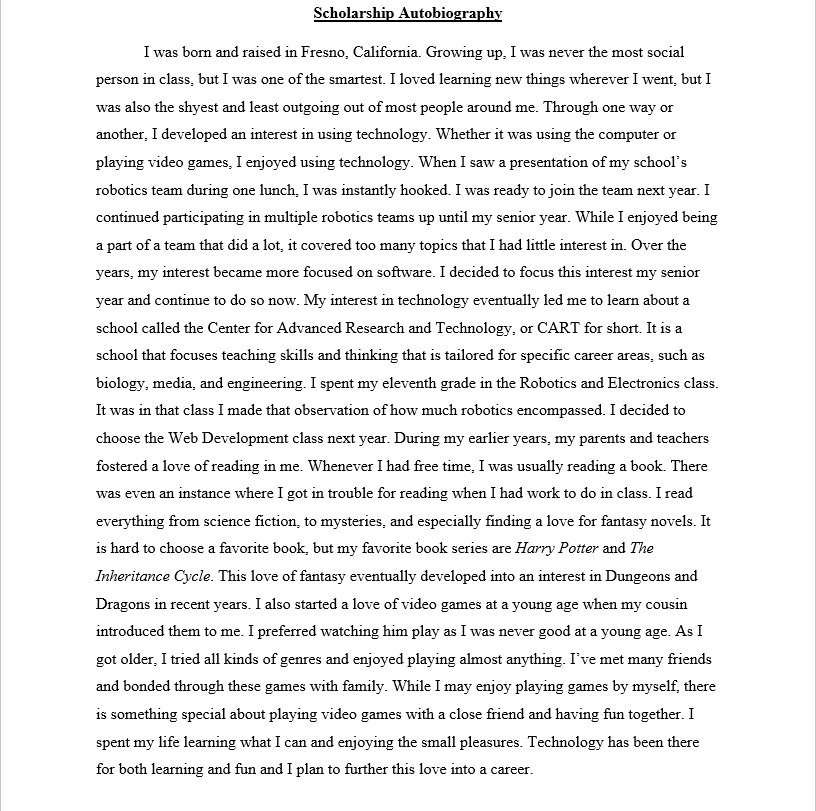 Scholarship Autobiography
I was born and raised in Fresno, California. Growing up, I was never the most social
person in class, but I was one of the smartest. I loved learning new things wherever I went, but I
was also the shyest and least outgoing out of most people around me. Through one way or
another, I developed an interest in using technology. Whether it was using the computer or
playing video games, I enjoyed using technology. When I saw a presentation of my school’s
robotics team during one lunch, I was instantly hooked. I was ready to join the team next year. I
continued participating in multiple robotics teams up until my senior year. While I enjoyed being
a part of a team that did a lot, it covered too many topics that I had little interest in. Over the
years, my interest became more focused on software. I decided to focus this interest my senior
year and continue to do so now. My interest in technology eventually led me to learn about a
school called the Center for Advanced Research and Technology, or CART for short. It is a
school that focuses teaching skills and thinking that is tailored for specific career areas, such as
biology, media, and engineering. I spent my eleventh grade in the Robotics and Electronics class.
It was in that class I made that observation of how much robotics encompassed. I decided to
choose the Web Development class next year. During my earlier years, my parents and teachers
fostered a love of reading in me. Whenever I had free time, I was usually reading a book. There
was even an instance where I got in trouble for reading when I had work to do in class. I read
everything from science fiction, to mysteries, and especially finding a love for fantasy novels. It
is hard to choose a favorite book, but my favorite book series are Harry Potter and The
Inheritance Cycle. This love of fantasy eventually developed into an interest in Dungeons and
Dragons in recent years. I also started a love of video games at a young age when my cousin
introduced them to me. I preferred watching him play as I was never good at a young age. As I
got older, I tried all kinds of genres and enjoyed playing almost anything. I’ve met many friends
and bonded through these games with family. While I may enjoy playing games by myself, there
is something special about playing video games with a close friend and having fun together. I
spent my life learning what I can and enjoying the small pleasures. Technology has been there
for both learning and fun and I plan to further this love into a career.